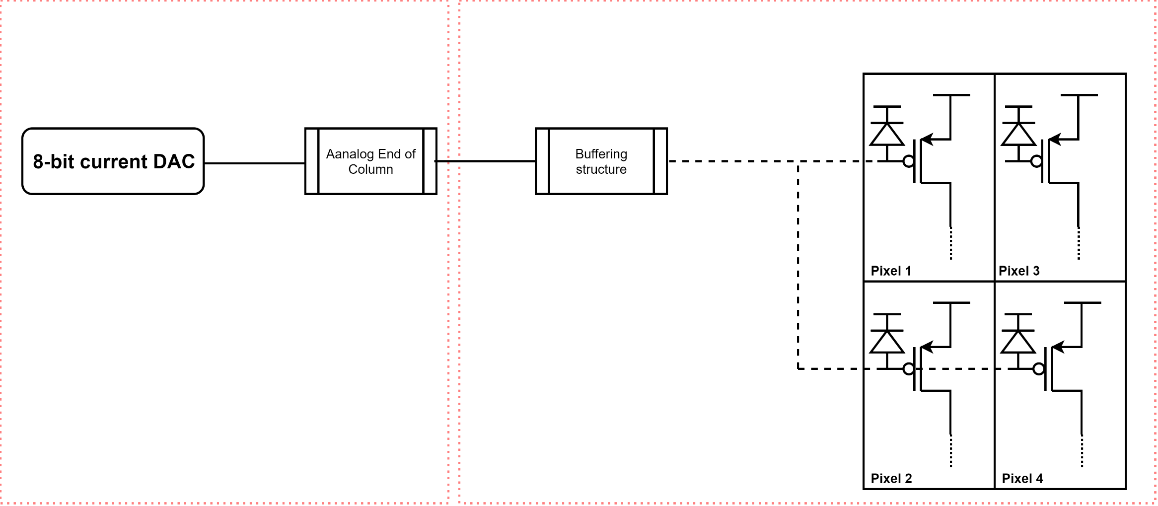 8-bit current DAC
Aanalog End of
Column
Buffering
structure
Pixel 1
Pixel 3
Pixel 2
Pixel 4